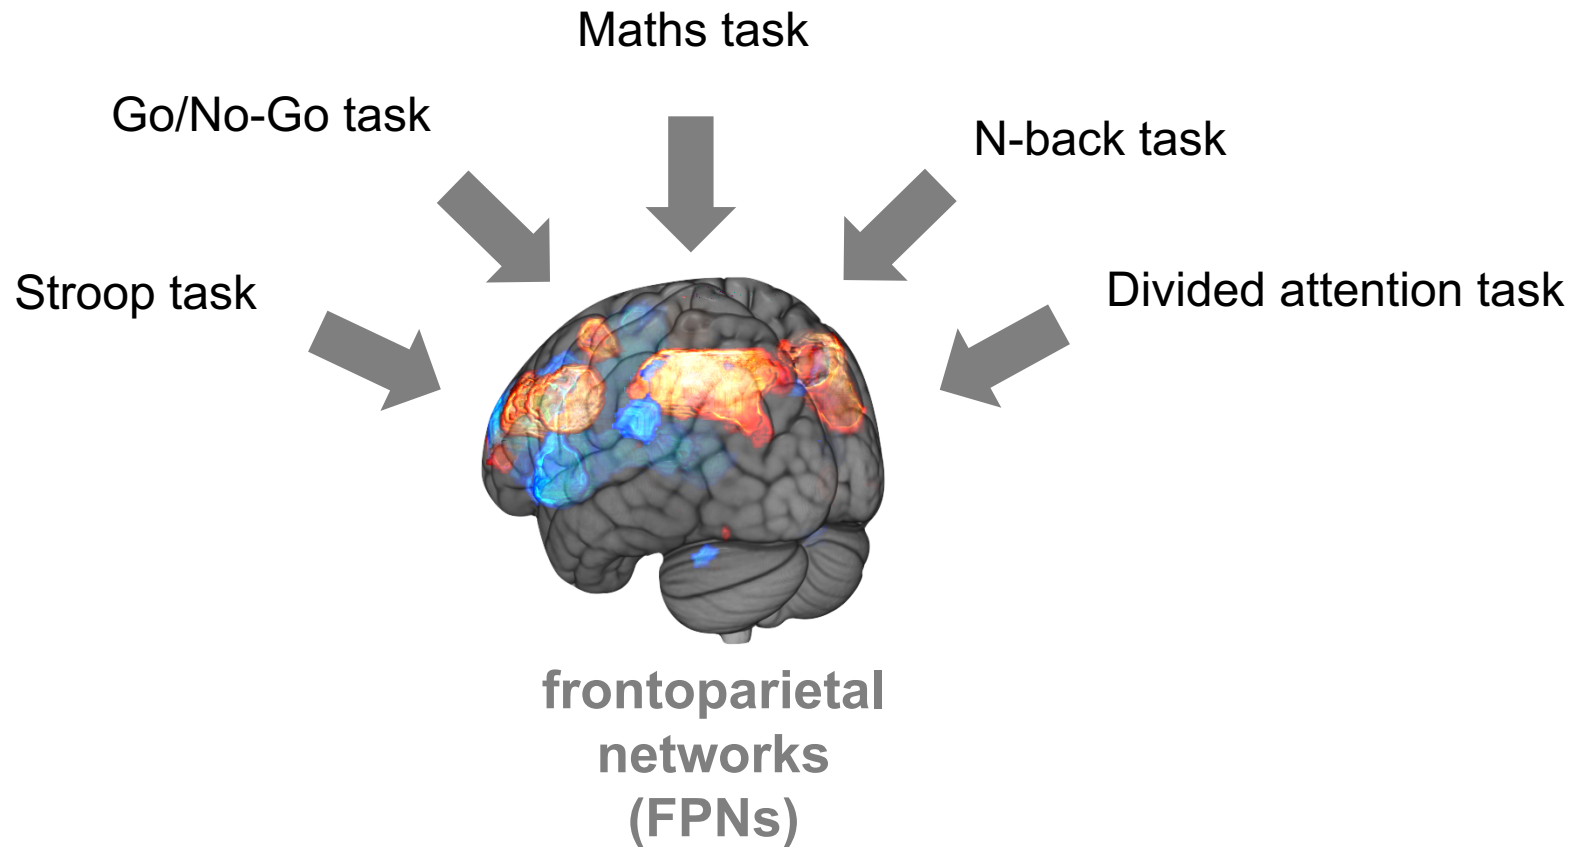 Maths task
Go/No-Go task
N-back task
Stroop task
Divided attention task
frontoparietal
networks
(FPNs)